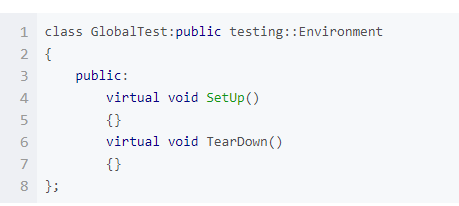 1 class GlobalTest:public testing::Environment
2 {
3     public:
4         virtual void SetUp()
5         {}
6         virtual void TearDown()
7         {}
8 };